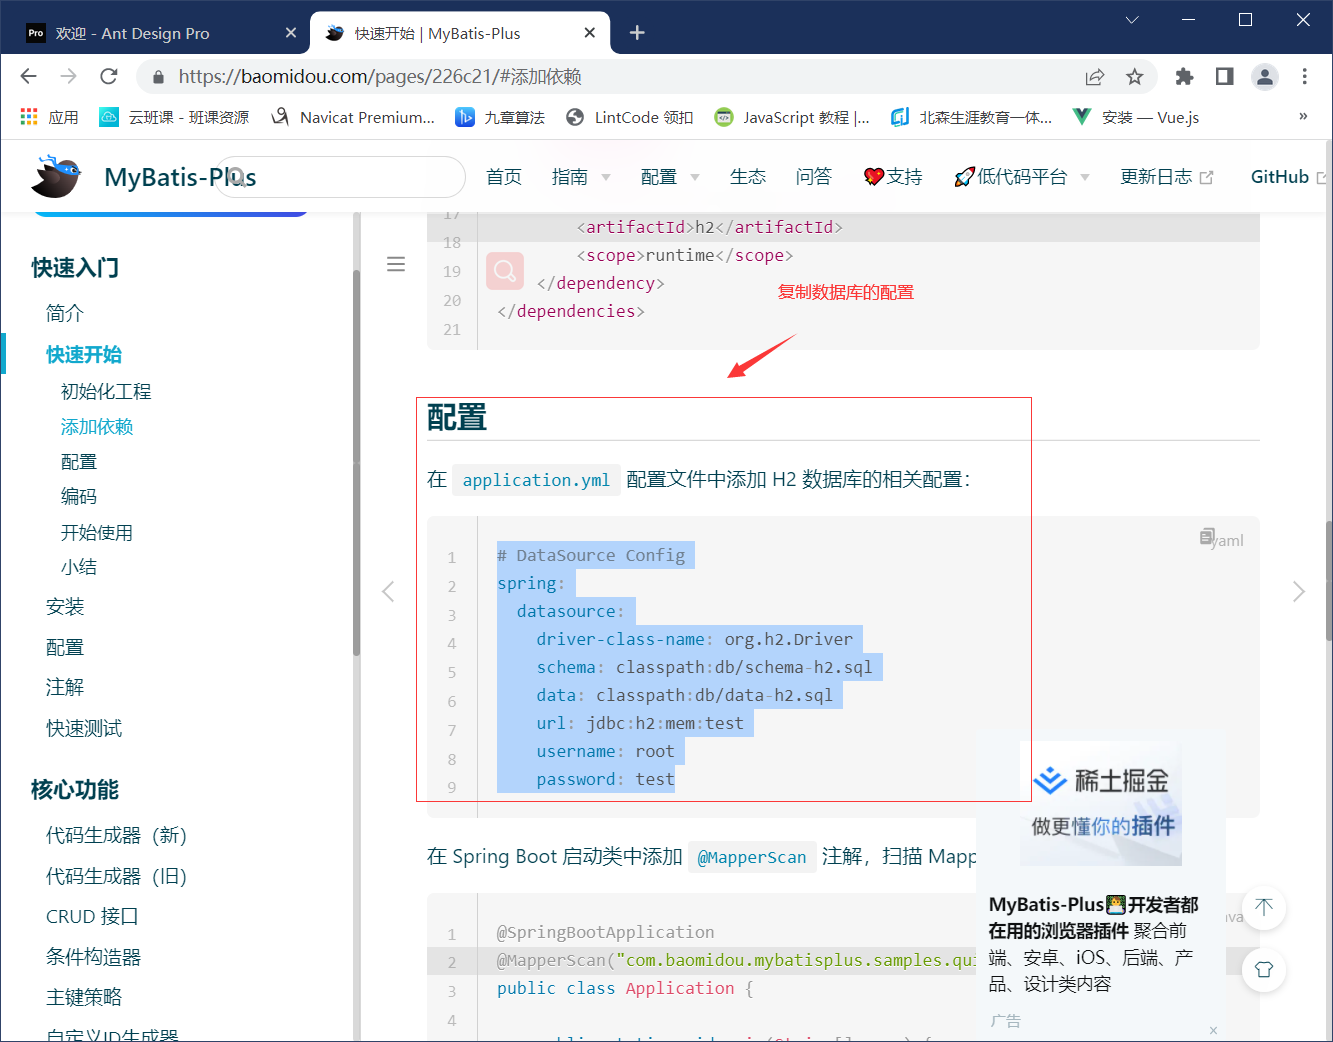 Pro 欢迎 - Ant Design Pro
快速开始 | MyBatis-Plus
https://baomidou.com/pages/226c21/#添加依赖
应用 云班课 - 班课资源 Navicat Premium... 九章算法 LintCode 领扣 JavaScript 教程 |... 北森生涯教育一体... 安装 — Vue.js »
MyBatis-Plus 首页 指南 配置 生态 问答 支持 低代码平台 更新日志 GitHub
快速入门
简介
快速开始
初始化工程
添加依赖
配置
编码
开始使用
小结
安装
配置
注解
快速测试
核心功能
代码生成器（新）
代码生成器（旧）
CRUD 接口
条件构造器
主键策略
自定义ID生成器
17
18
19
20
21
<artifactId>h2</artifactId>
<scope>runtime</scope>
</dependency>
</dependencies>
复制数据库的配置
配置
在 application.yml 配置文件中添加 H2 数据库的相关配置：
yaml
1 # DataSource Config
2 spring:
3 datasource:
4 driver-class-name: org.h2.Driver
5 schema: classpath:db/schema-h2.sql
6 data: classpath:db/data-h2.sql
7 url: jdbc:h2:mem:test
8 username: root
9 password: test
在 Spring Boot 启动类中添加 @MapperScan 注解，扫描 Mapp
1 @SpringBootApplication
2 @MapperScan("com.baomidou.mybatisplus.samples.qui
3 public class Application {
4
稀土掘金
做更懂你的插件
MyBatis-Plus开发者都
在用的浏览器插件 聚合前
端、安卓、iOS、后端、产
品、设计类内容
广告